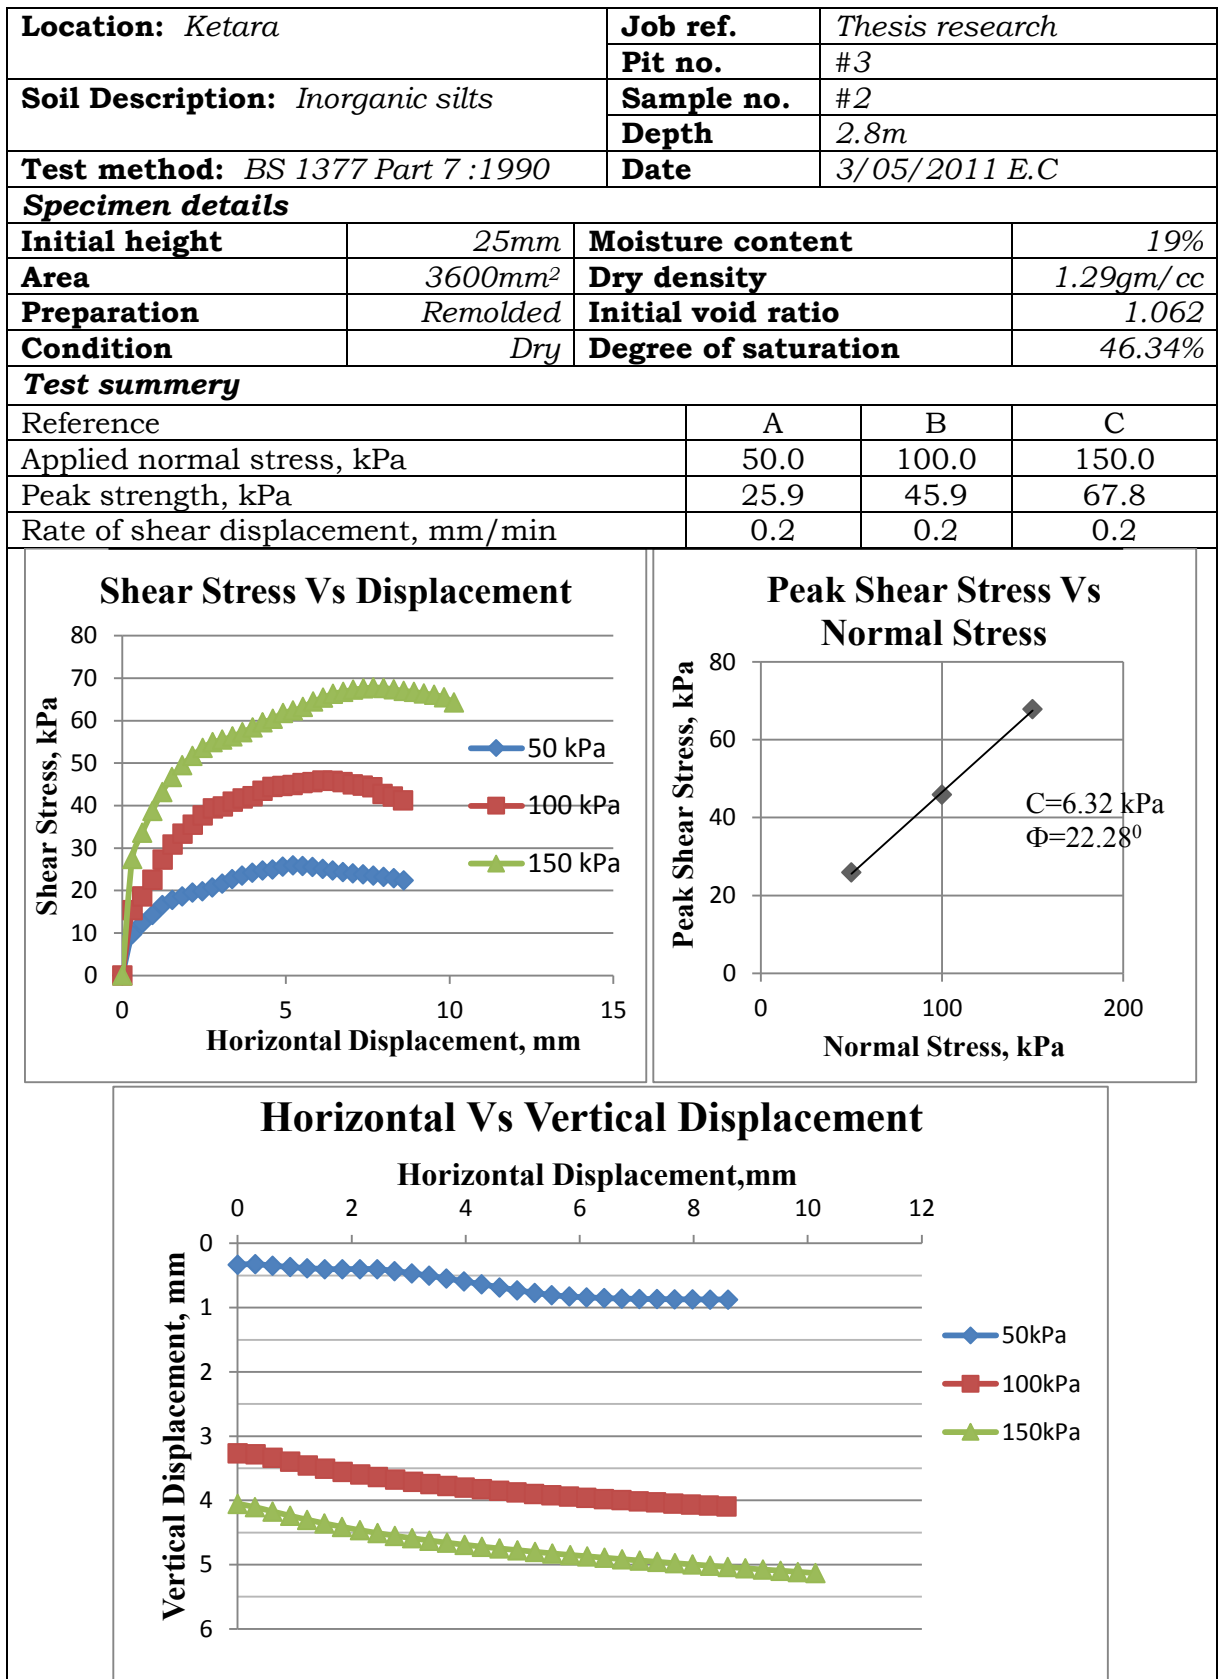 Location: Ketara
Job ref. Thesis research
Pit no. #3
Soil Description: Inorganic silts
Sample no. #2
Depth 2.8m
Test method: BS 1377 Part 7 :1990
Date 3/05/2011 E.C
Specimen details
Initial height 25mm Moisture content 19%
Area 3600mm² Dry density 1.29gm/cc
Preparation Remolded Initial void ratio 1.062
Condition Dry Degree of saturation 46.34%
Test summery
Reference A B C
Applied normal stress, kPa 50.0 100.0 150.0
Peak strength, kPa 25.9 45.9 67.8
Rate of shear displacement, mm/min 0.2 0.2 0.2
Shear Stress Vs Displacement
Shear Stress, kPa
80
70
60
50
40
30
20
10
0
0 5 10 15
Horizontal Displacement, mm
50 kPa
100 kPa
150 kPa
Peak Shear Stress Vs
Normal Stress
Peak Shear Stress, kPa
80
60
40
20
0
0 100 200
Normal Stress, kPa
C=6.32 kPa
Φ=22.28⁰
Horizontal Vs Vertical Displacement
Horizontal Displacement,mm
0 2 4 6 8 10 12
Vertical Displacement, mm
0
1
2
3
4
5
6
50kPa
100kPa
150kPa